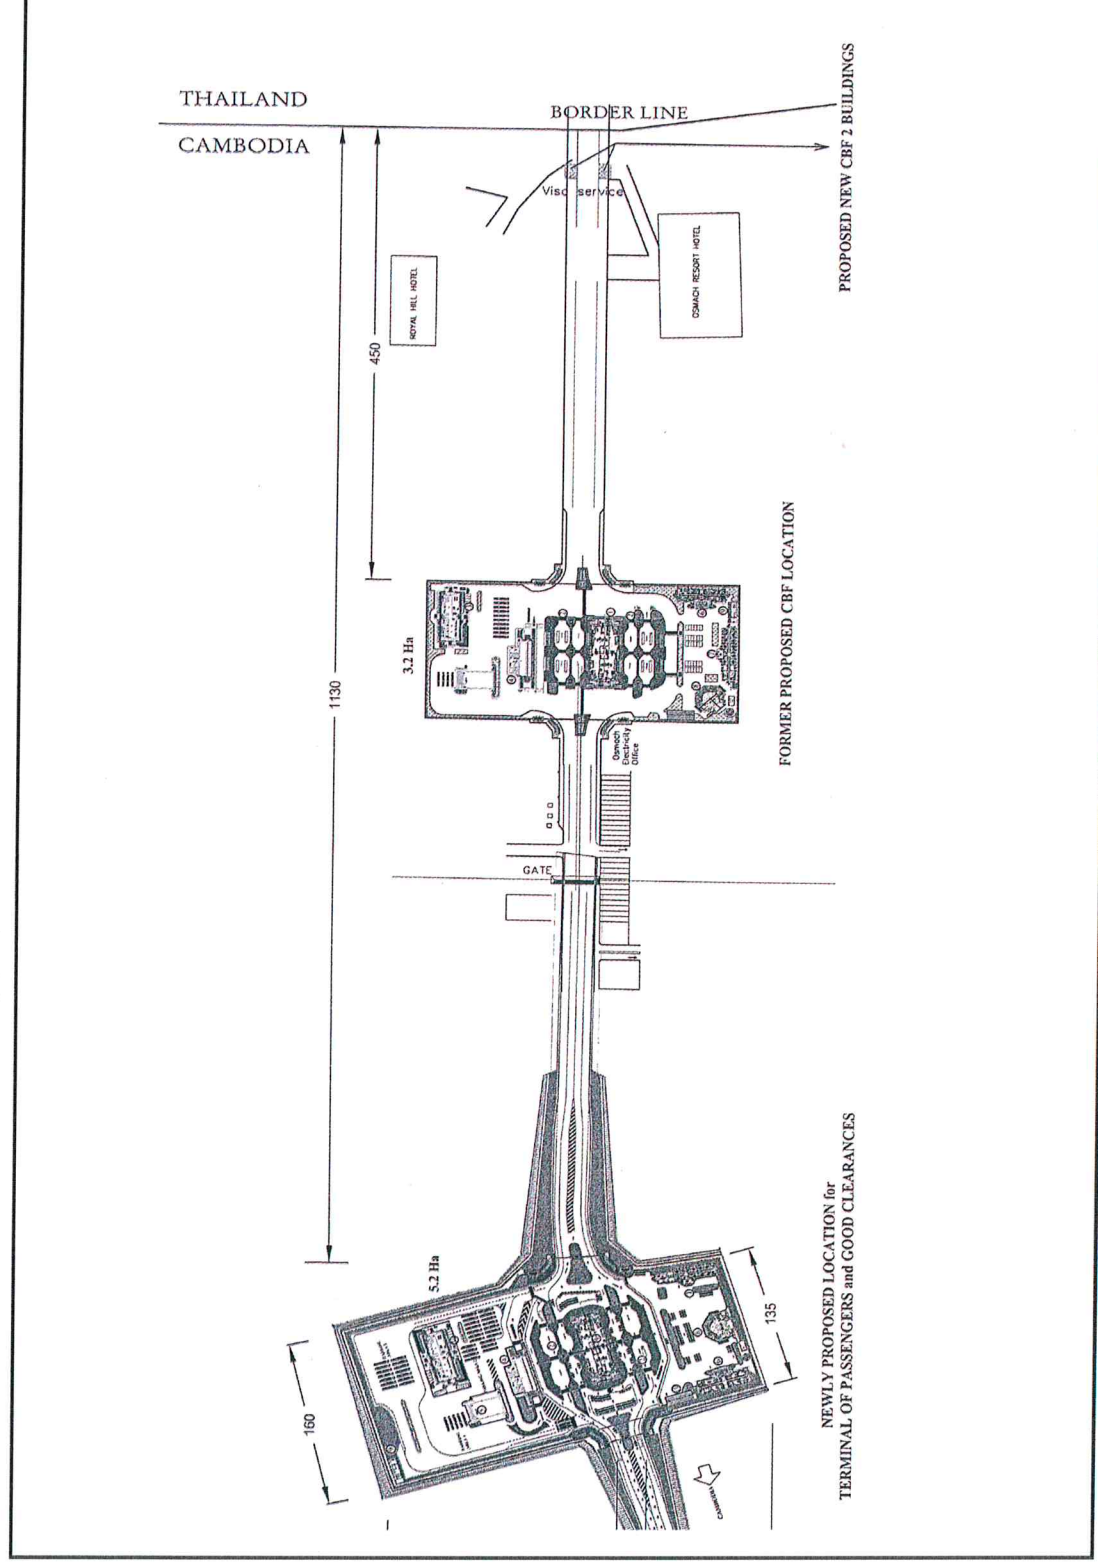 THAILAND
BORDER LINE
CAMBODIA
Visa service
PROPOSED NEW CBF 2 BUILDINGS
ROYAL HILL HOTEL
OSMACH RESORT HOTEL
450
3.2 Ha
1130
FORMER PROPOSED CBF LOCATION
Osmach
Electricity
Office
GATE
5.2 Ha
160
135
NEWLY PROPOSED LOCATION for
TERMINAL OF PASSENGERS and GOOD CLEARANCES